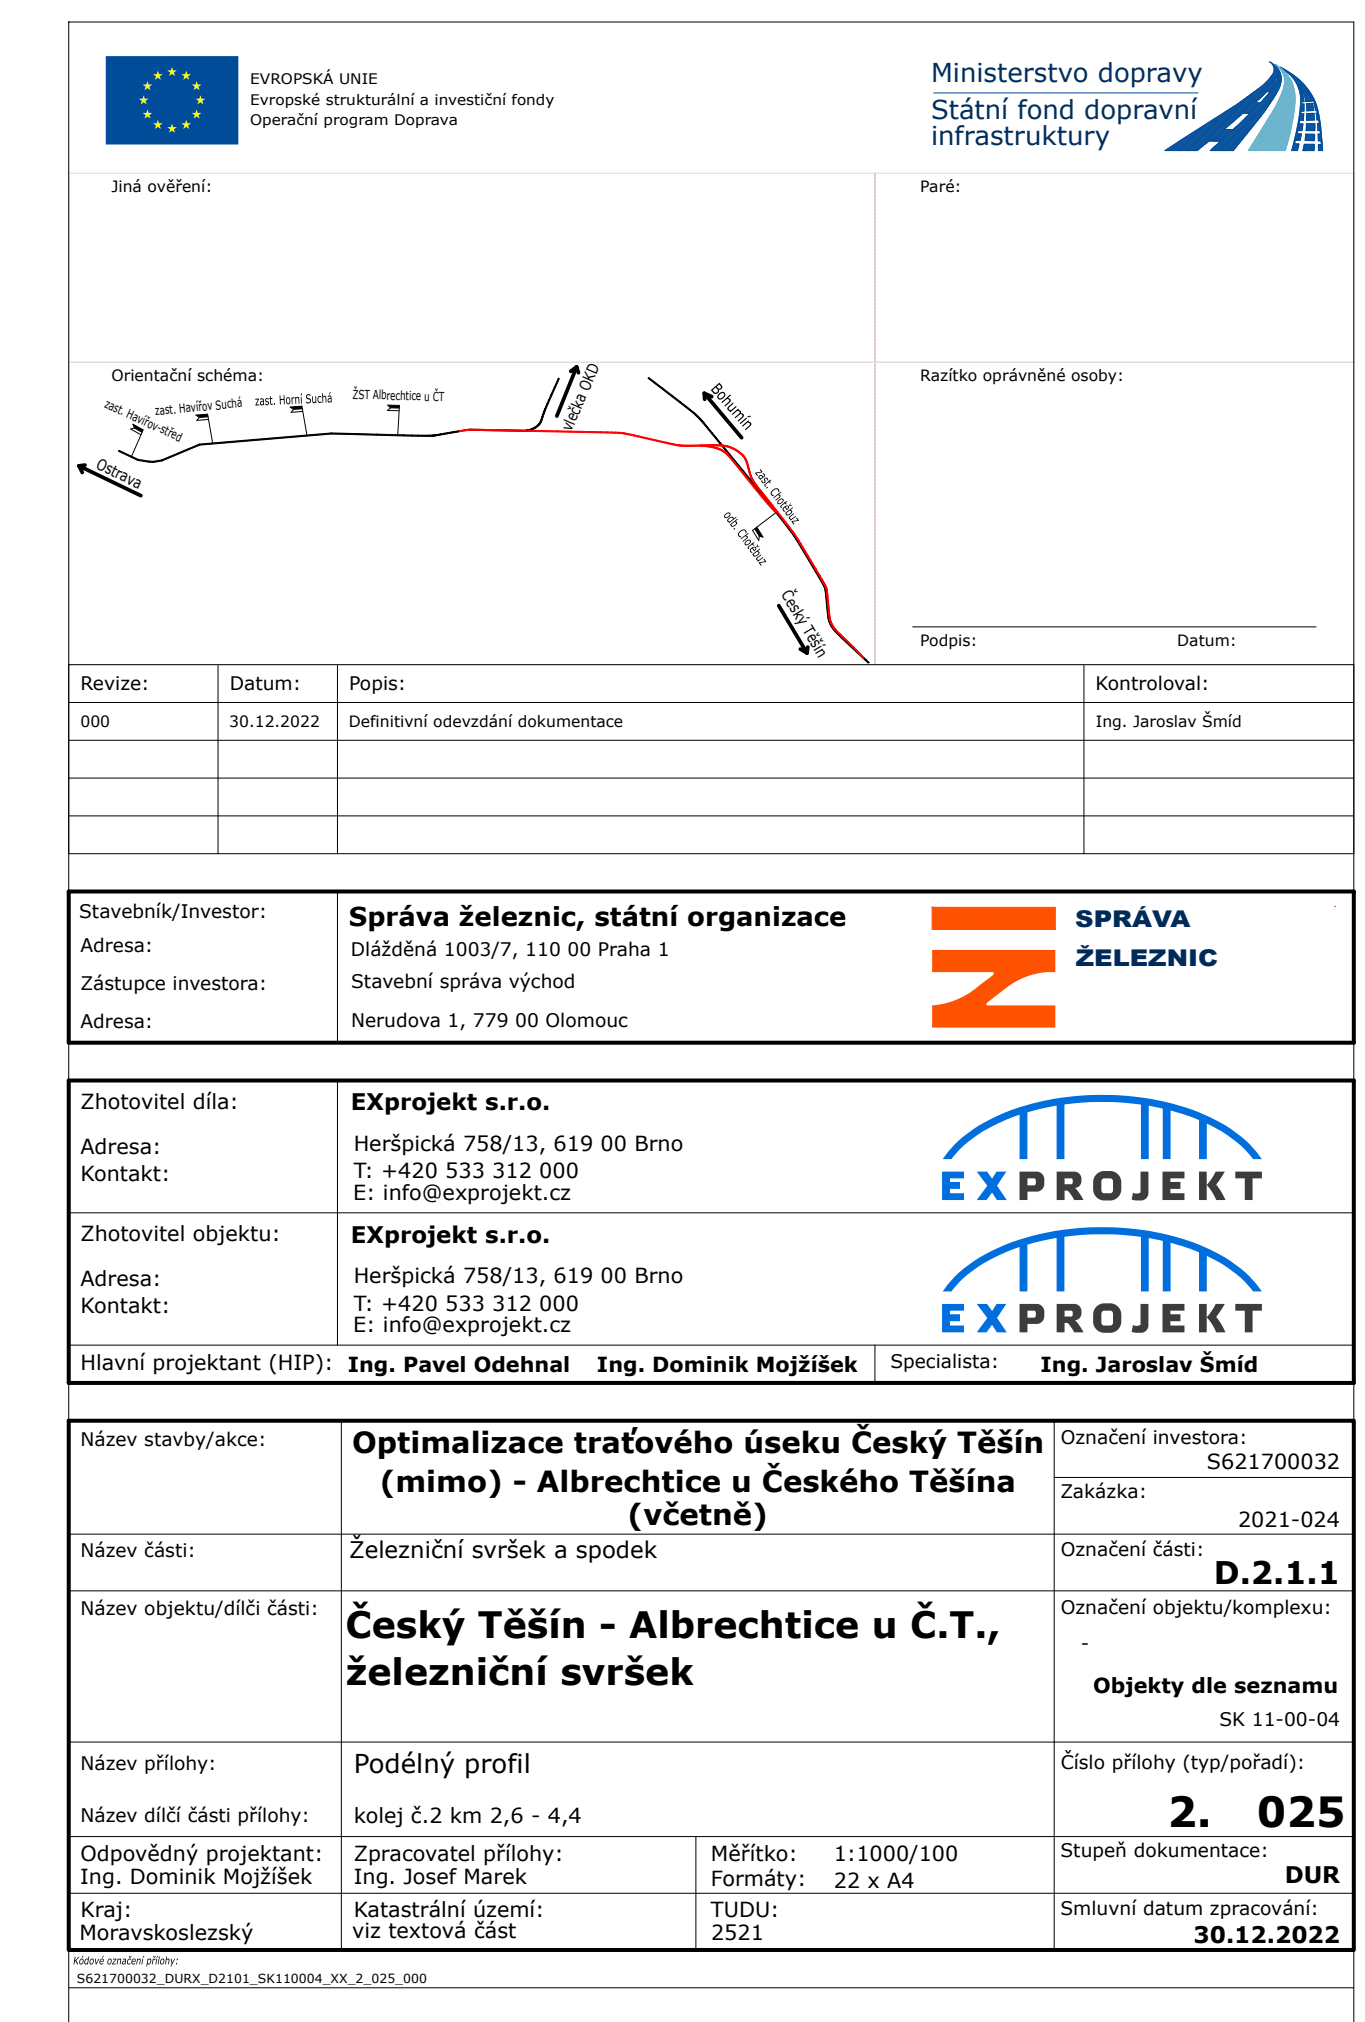 EVROPSKÁ UNIE
Evropské strukturální a investiční fondy
Operační program Doprava
Ministerstvo dopravy
Státní fond dopravní
infrastruktury
Jiná ověření:
Paré:
Orientační schéma:
Razítko oprávněné osoby:
zast. Havířov-střed
zast. Havířov Suchá
zast. Horní Suchá
ŽST Albrechtice u ČT
vlečka OKD
Bohumín
Ostrava
zast. Chotěbuz
odb. Chotěbuz
Český Těšín
Podpis:
Datum:
Revize: Datum: Popis: Kontroloval:
000 30.12.2022 Definitivní odevzdání dokumentace Ing. Jaroslav Šmíd
Stavebník/Investor: Správa železnic, státní organizace
Adresa: Dlážděná 1003/7, 110 00 Praha 1
Zástupce investora: Stavební správa východ
Adresa: Nerudova 1, 779 00 Olomouc
SPRÁVA
ŽELEZNIC
Zhotovitel díla: EXprojekt s.r.o.
Adresa: Heršpická 758/13, 619 00 Brno
Kontakt: T: +420 533 312 000
E: info@exprojekt.cz
EXPROJEKT
Zhotovitel objektu: EXprojekt s.r.o.
Adresa: Heršpická 758/13, 619 00 Brno
Kontakt: T: +420 533 312 000
E: info@exprojekt.cz
EXPROJEKT
Hlavní projektant (HIP): Ing. Pavel Odehnal Ing. Dominik Mojžíšek Specialista: Ing. Jaroslav Šmíd
Název stavby/akce:
Optimalizace traťového úseku Český Těšín
(mimo) - Albrechtice u Českého Těšína
(včetně)
Označení investora:
S621700032
Zakázka:
2021-024
Název části: Železniční svršek a spodek
Označení části:
D.2.1.1
Název objektu/dílči části:
Český Těšín - Albrechtice u Č.T.,
železniční svršek
Označení objektu/komplexu:
-
Objekty dle seznamu
SK 11-00-04
Název přílohy: Podélný profil
Číslo přílohy (typ/pořadí):
Název dílčí části přílohy: kolej č.2 km 2,6 - 4,4
2. 025
Odpovědný projektant:
Ing. Dominik Mojžíšek
Zpracovatel přílohy:
Ing. Josef Marek
Měřítko: 1:1000/100
Formáty: 22 x A4
Stupeň dokumentace:
DUR
Kraj:
Moravskoslezský
Katastrální území:
viz textová část
TUDU:
2521
Smluvní datum zpracování:
30.12.2022
Kódové označení přílohy:
S621700032_DURX_D2101_SK110004_XX_2_025_000